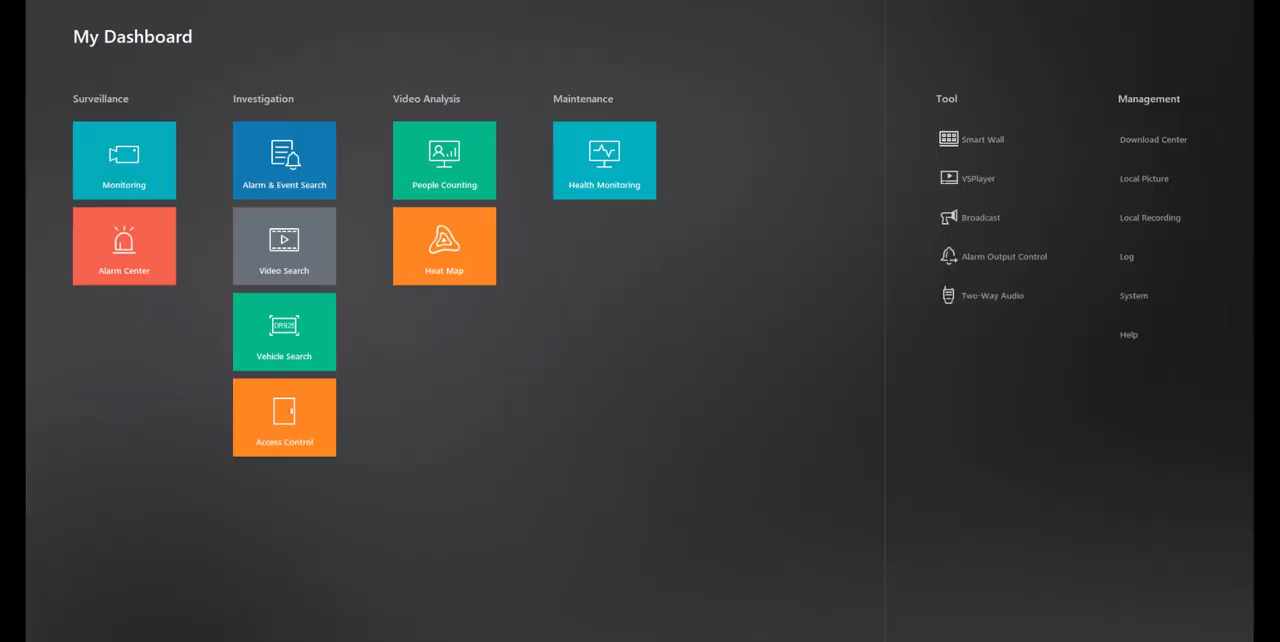 My Dashboard
Surveillance
Monitoring
Alarm Center
Investigation
Alarm & Event Search
Video Search
DR925
Vehicle Search
Access Control
Video Analysis
People Counting
Heat Map
Maintenance
Health Monitoring
Tool
Smart Wall
VSPlayer
Broadcast
Alarm Output Control
Two-Way Audio
Management
Download Center
Local Picture
Local Recording
Log
System
Help